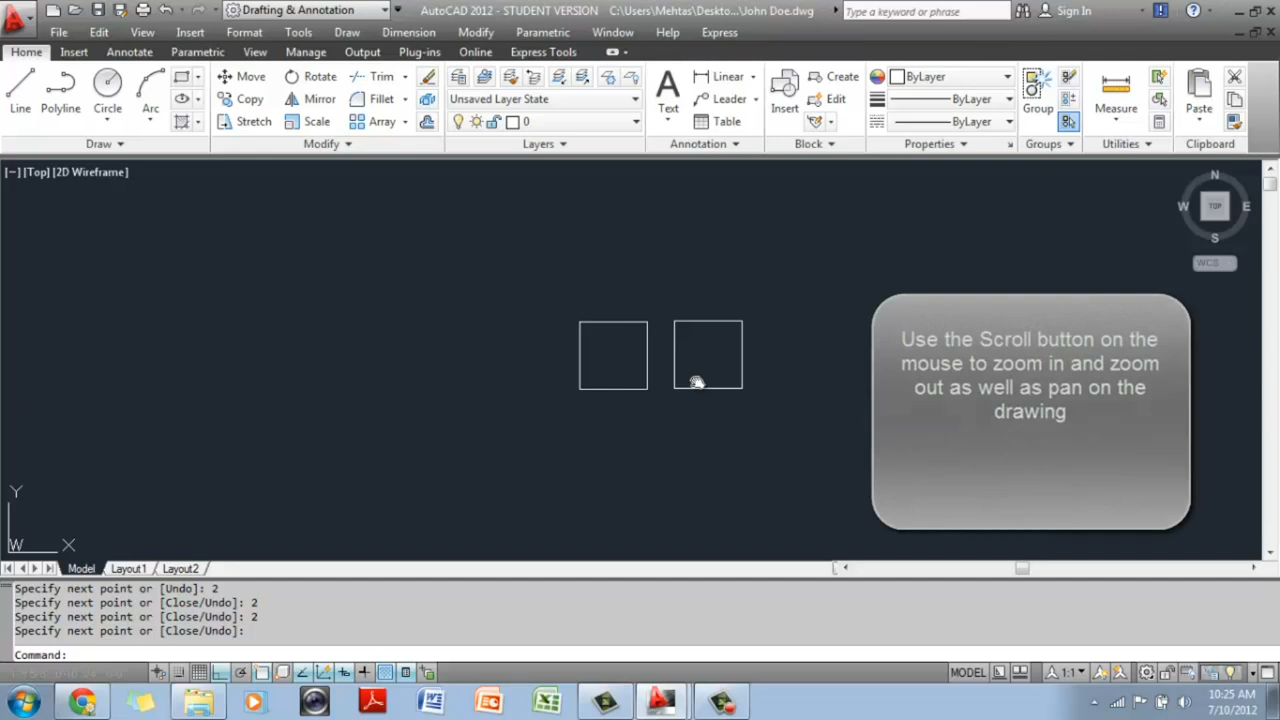 Drafting & Annotation
AutoCAD 2012 - STUDENT VERSION C:\Users\Mehtas\Deskto...\John Doe.dwg
Type a keyword or phrase
Sign In
File Edit View Insert Format Tools Draw Dimension Modify Parametric Window Help Express
Home Insert Annotate Parametric View Manage Output Plug-ins Online Express Tools
Move Rotate Trim
ByLayer
Linear
Create
Line Polyline Circle Arc
Copy Mirror Fillet
Unsaved Layer State
Text
Leader
Insert
Edit
ByLayer
Group
Measure
Paste
Stretch Scale Array
0
Table
ByLayer
Draw Modify Layers Annotation Block Properties Groups Utilities Clipboard
[−] [Top] [2D Wireframe]
N
W TOP E
S
WCS
Use the Scroll button on the
mouse to zoom in and zoom
out as well as pan on the
drawing
Y
W X
Model Layout1 Layout2
Specify next point or [Undo]: 2
Specify next point or [Close/Undo]: 2
Specify next point or [Close/Undo]: 2
Specify next point or [Close/Undo]:
Command:
MODEL
1:1
10:25 AM
7/10/2012